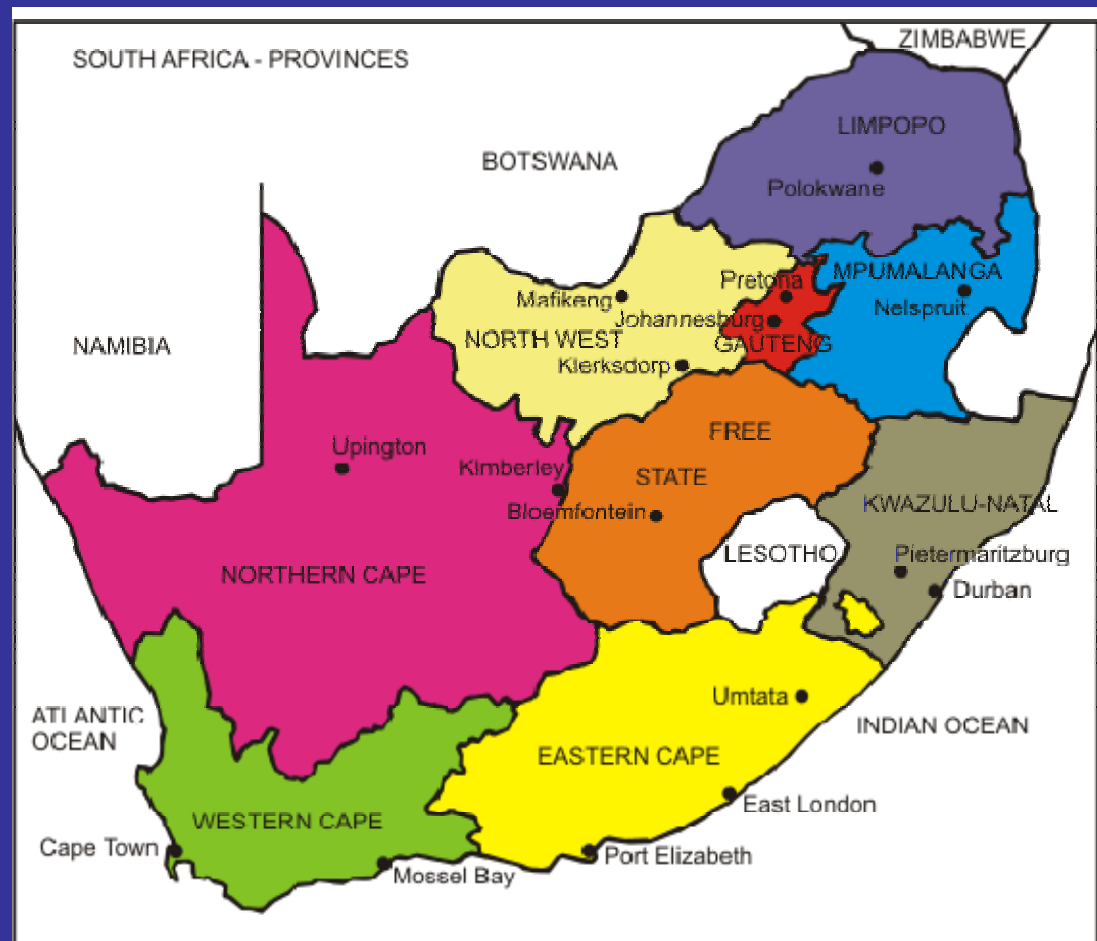 ZIMBABWE
SOUTH AFRICA - PROVINCES
LIMPOPO
BOTSWANA
Polokwane
MPUMALANGA
Pretoria
Mafikeng
Nelspruit
Johannesburg
NORTH WEST
GAUTENG
NAMIBIA
Klerksdorp
FREE
Upington
Kimberley
STATE
KWAZULU-NATAL
Bloemfontein
LESOTHO
Pietermaritzburg
NORTHERN CAPE
Durban
Umtata
ATLANTIC
OCEAN
INDIAN OCEAN
EASTERN CAPE
East London
WESTERN CAPE
Cape Town
Port Elizabeth
Mossel Bay